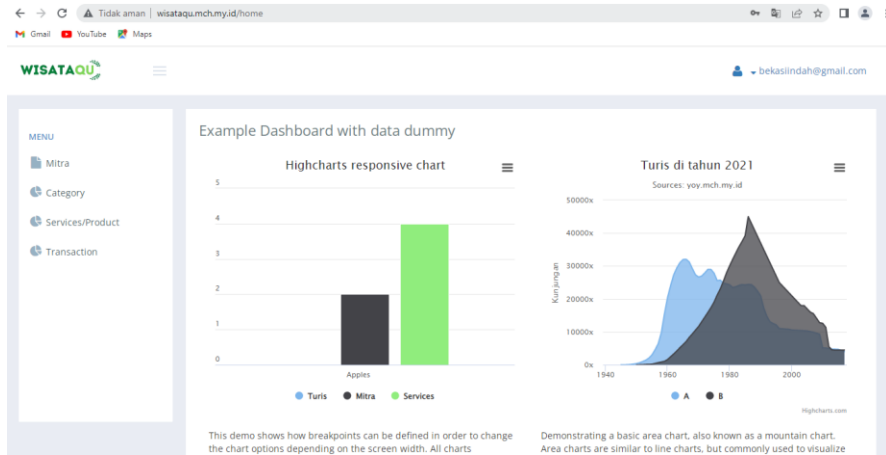 Tidak aman | wisataqu.mch.my.id/home
Gmail YouTube Maps
WISATAQU
bekasiindah@gmail.com
MENU
Mitra
Category
Services/Product
Transaction
Example Dashboard with data dummy
Highcharts responsive chart
5
4
3
2
1
0
Apples
Turis Mitra Services
This demo shows how breakpoints can be defined in order to change
the chart options depending on the screen width. All charts
Turis di tahun 2021
Sources: yoy.mch.my.id
Kunjungan
50000x
40000x
30000x
20000x
10000x
0x
1940 1960 1980 2000
A B
Highcharts.com
Demonstrating a basic area chart, also known as a mountain chart.
Area charts are similar to line charts, but commonly used to visualize